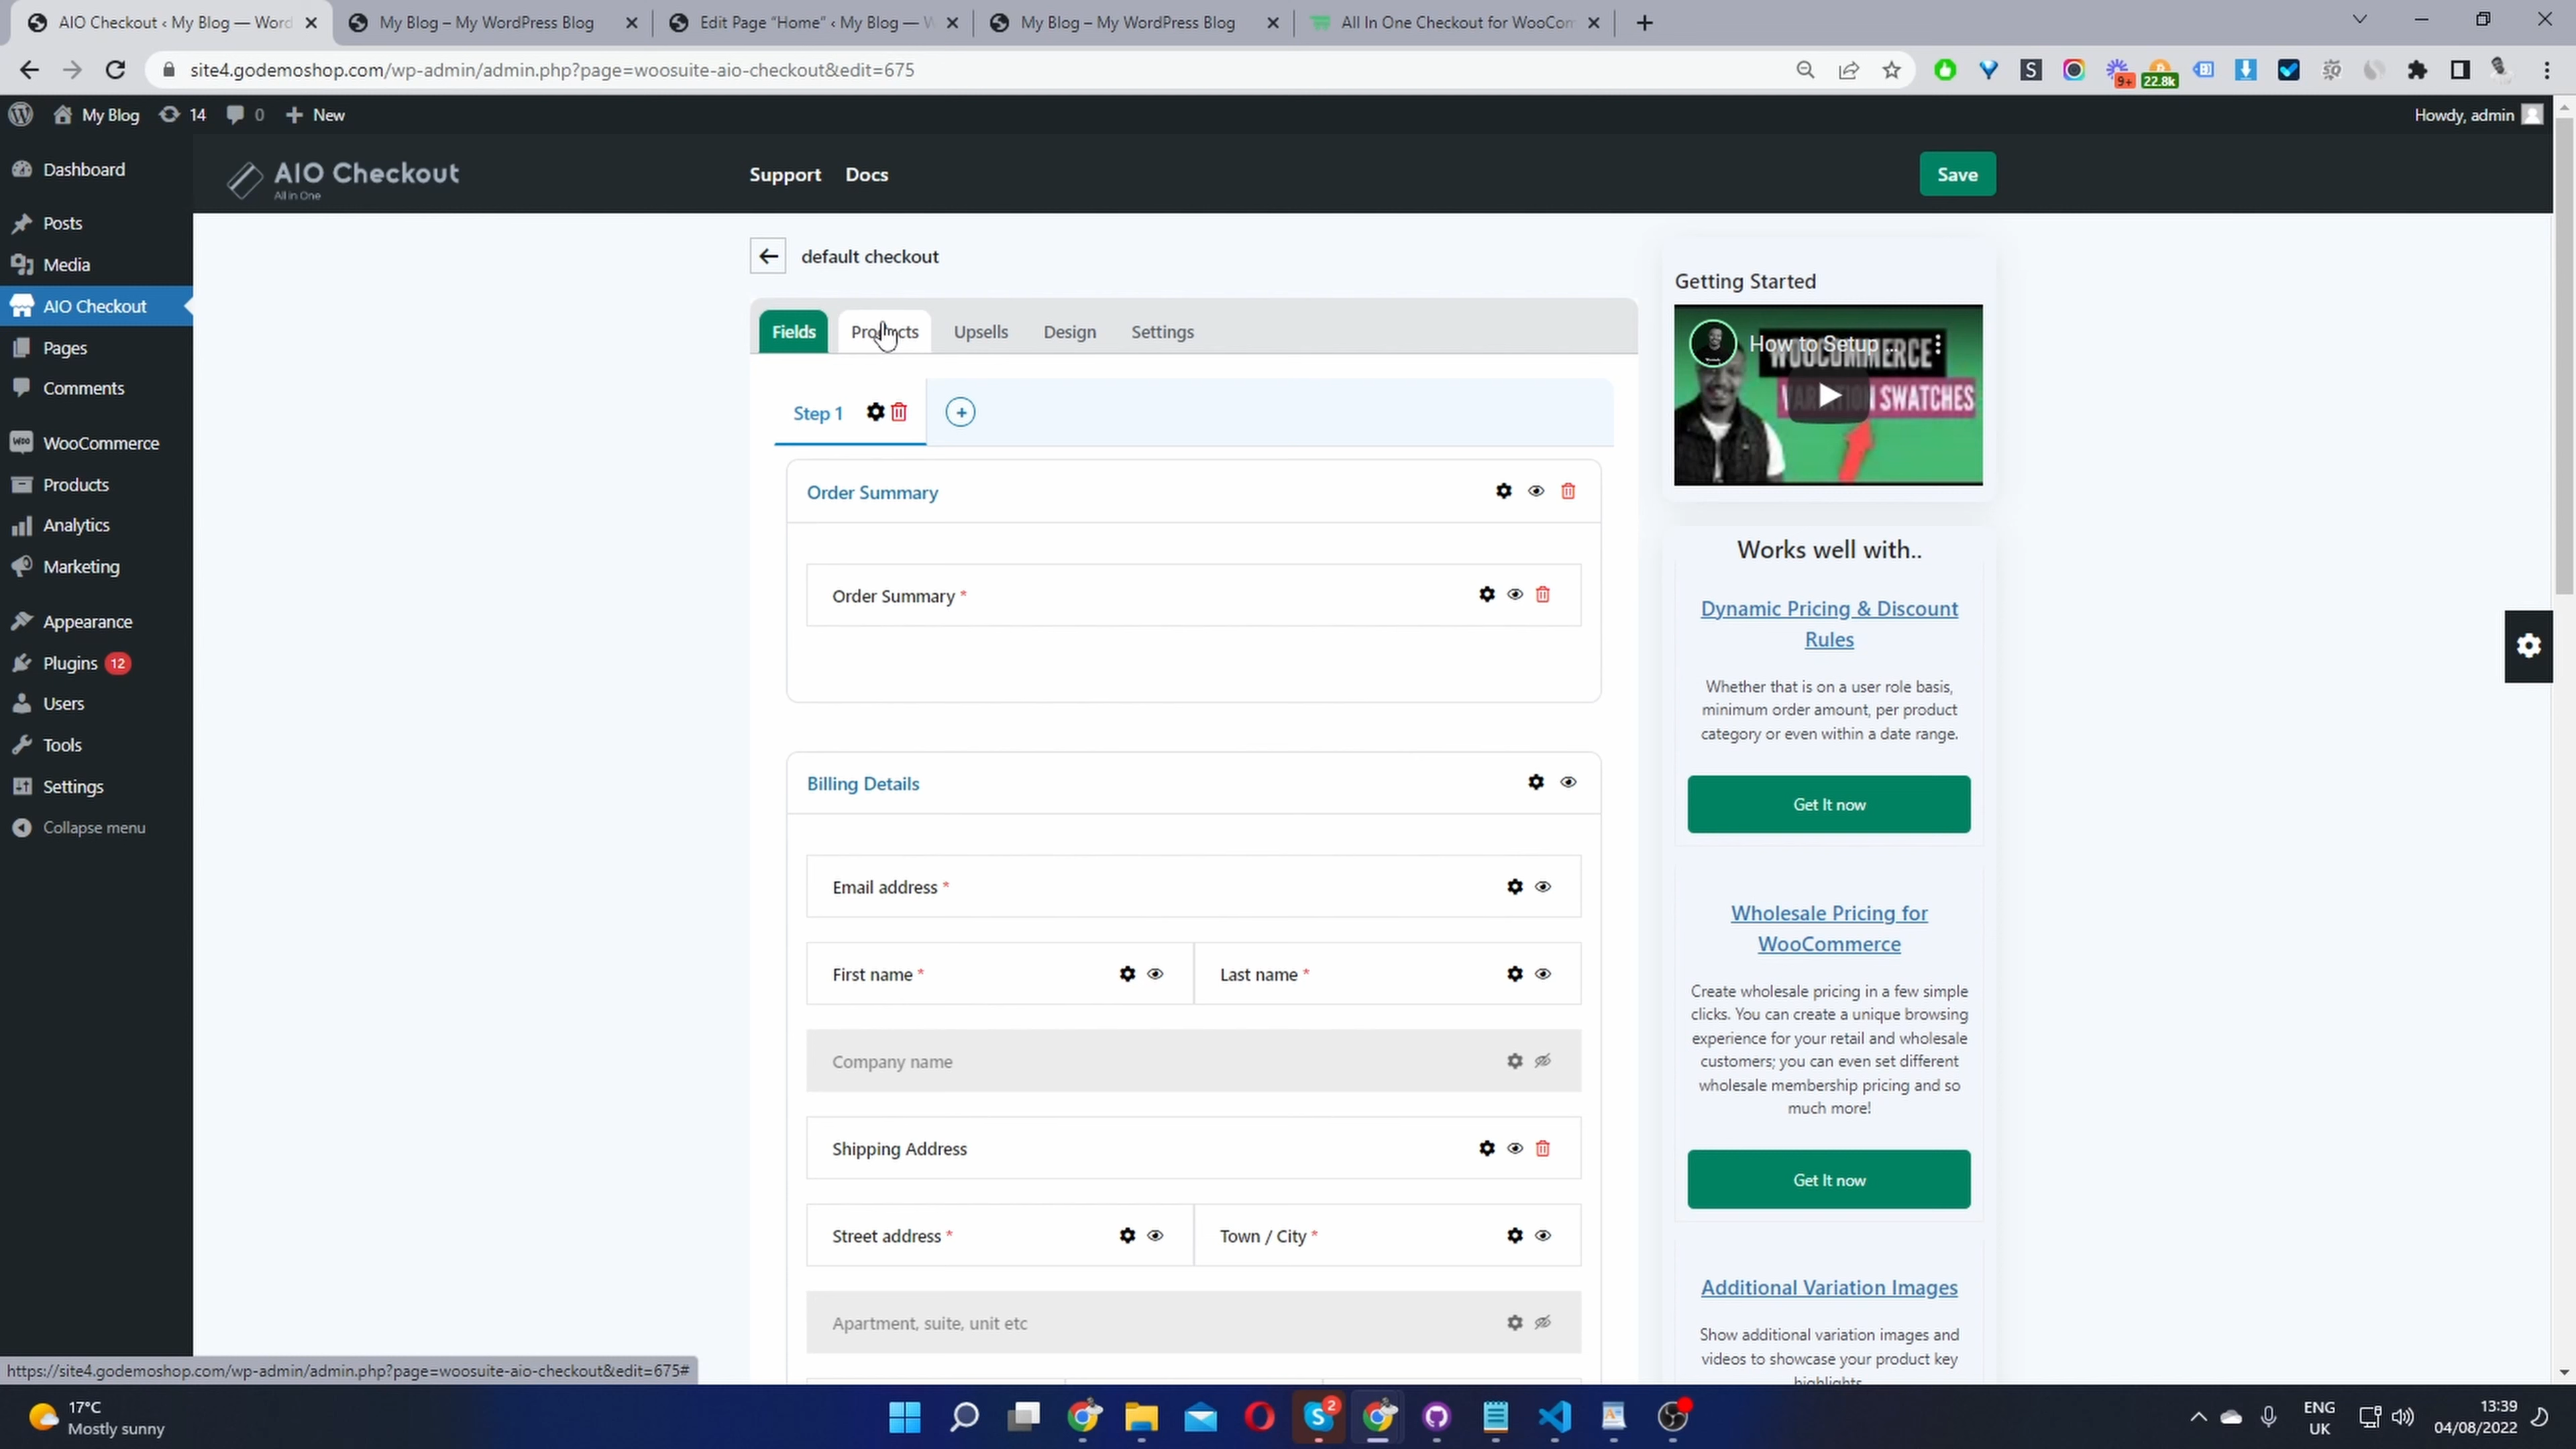 AIO Checkout ‹ My Blog — Word
My Blog – My WordPress Blog
Edit Page “Home” ‹ My Blog — W
My Blog – My WordPress Blog
All In One Checkout for WooCom
site4.godemoshop.com/wp-admin/admin.php?page=woosuite-aio-checkout&edit=675
9+
22.8k
My Blog
14
0
New
Howdy, admin
Dashboard
Posts
Media
AIO Checkout
Pages
Comments
WooCommerce
Products
Analytics
Marketing
Appearance
Plugins 12
Users
Tools
Settings
Collapse menu
AIO Checkout
All in One
Support
Docs
Save
default checkout
Fields
Products
Upsells
Design
Settings
Step 1
Order Summary
Order Summary *
Billing Details
Email address *
First name *
Last name *
Company name
Shipping Address
Street address *
Town / City *
Apartment, suite, unit etc
Getting Started
How to Setup ...
WOOCOMMERCE
SWATCHES
Works well with..
Dynamic Pricing & Discount
Rules
Whether that is on a user role basis,
minimum order amount, per product
category or even within a date range.
Get It now
Wholesale Pricing for
WooCommerce
Create wholesale pricing in a few simple
clicks. You can create a unique browsing
experience for your retail and wholesale
customers; you can even set different
wholesale membership pricing and so
much more!
Get It now
Additional Variation Images
Show additional variation images and
videos to showcase your product key
highlights
https://site4.godemoshop.com/wp-admin/admin.php?page=woosuite-aio-checkout&edit=675#
17°C
Mostly sunny
2
ENG
UK
13:39
04/08/2022